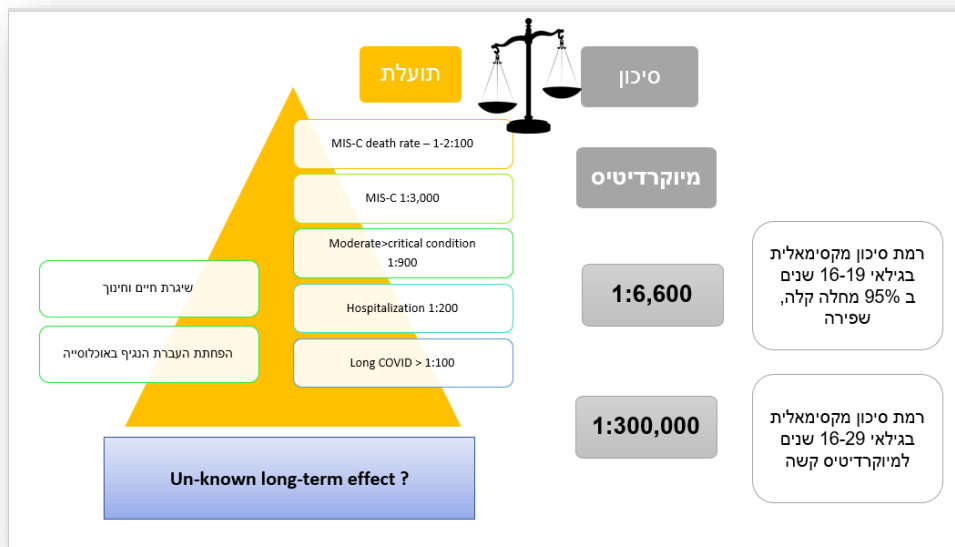 תועלת
סיכון
MIS-C death rate – 1-2:100
MIS-C 1:3,000
Moderate>critical condition
1:900
Hospitalization 1:200
Long COVID > 1:100
שיגרת חיים וחינוך
הפחתת העברת הנגיף באוכלוסייה
Un-known long-term effect ?
מיוקרדיטיס
1:6,600
רמת סיכון מקסימאלית
בגילאי 16-19 שנים
ב 95% מחלה קלה,
שפירה
1:300,000
רמת סיכון מקסימאלית
בגילאי 16-29 שנים
למיוקרדיטיס קשה